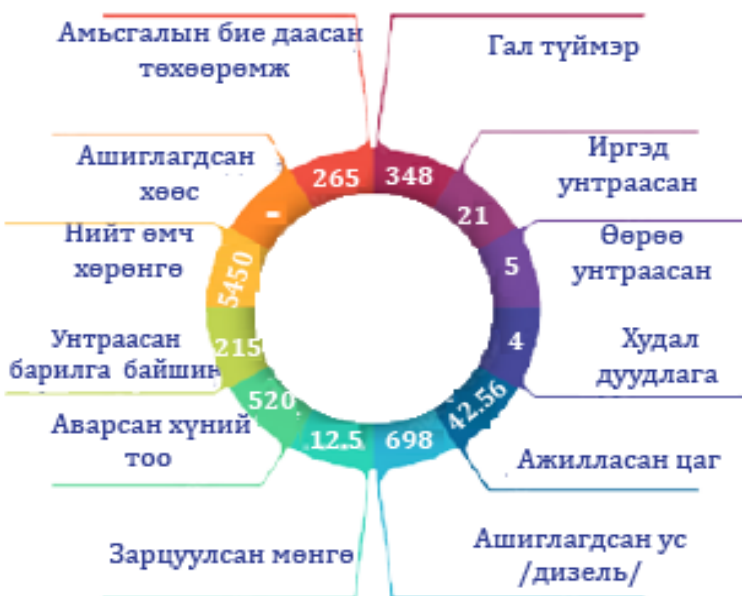 Амьсгалын бие даасан
төхөөрөмж
Гал түймэр
Ашиглагдсан
хөөс
Иргэд
унтраасан
Нийт өмч
хөрөнгө
Өөрөө
унтраасан
Унтраасан
барилга байшин
Худал
дуудлага
Аварсан хүний
тоо
Ажилласан цаг
Зарцуулсан мөнгө
Ашиглагдсан ус
/дизель/
265
348
21
5
4
42.56
698
12.5
520
215
5450
-